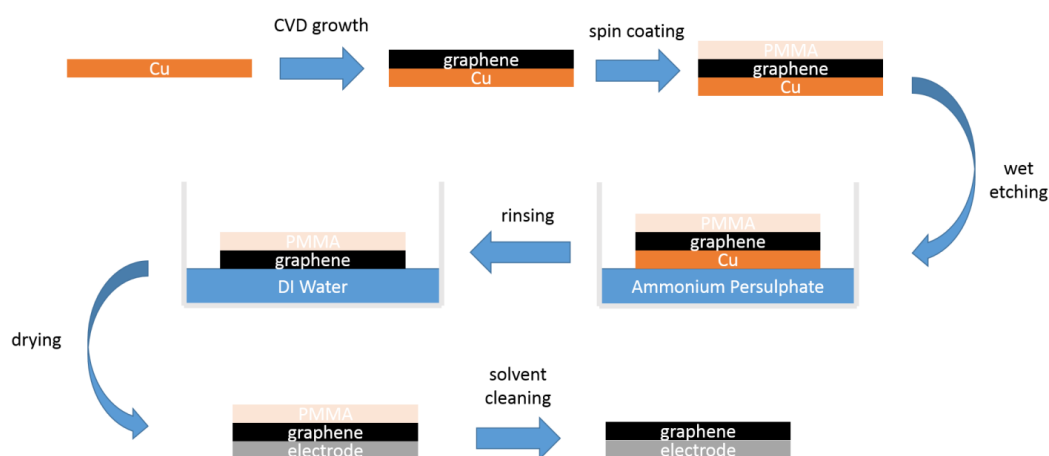 CVD growth
spin coating
Cu
graphene
Cu
PMMA
graphene
Cu
wet
etching
rinsing
PMMA
graphene
DI Water
PMMA
graphene
Cu
Ammonium Persulphate
drying
solvent
cleaning
PMMA
graphene
electrode
graphene
electrode